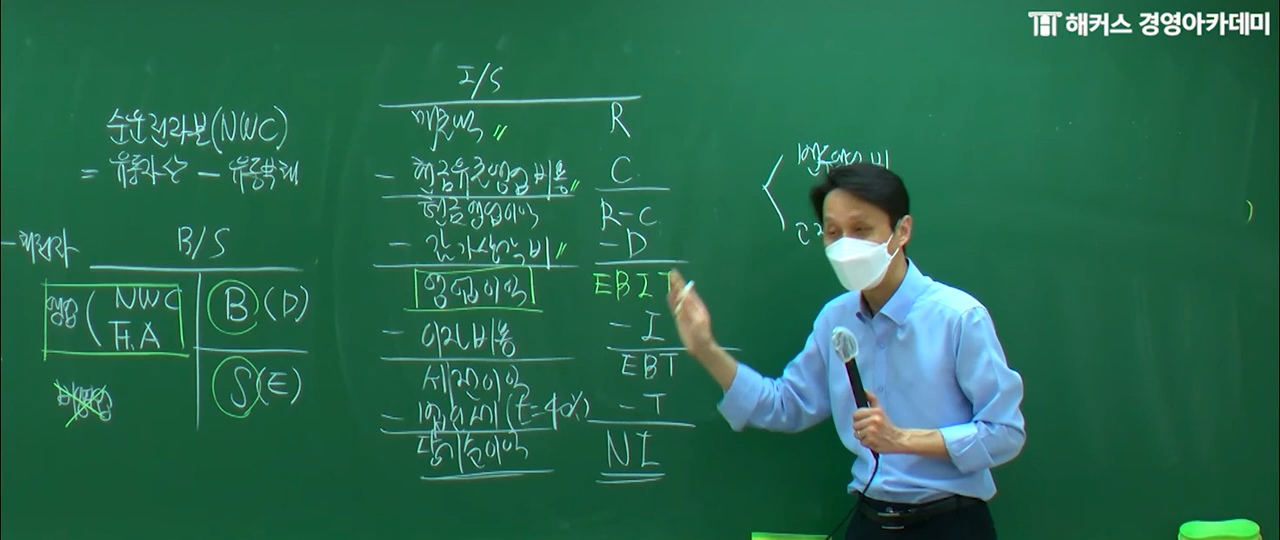 해커스 경영아카데미
순운전자본(NWC)
= 유동자산 - 유동부채
B/S
영업 ( NWC
F.A
B (D)
S (E)
I/S
매출액 R
- 현금유출영업비용 C
현금영업이익 R-C
- 감가상각비 -D
영업이익 EBIT
- 이자비용 -I
세전이익 EBT
- 법인세 (t=40%) -T
당기순이익 NI